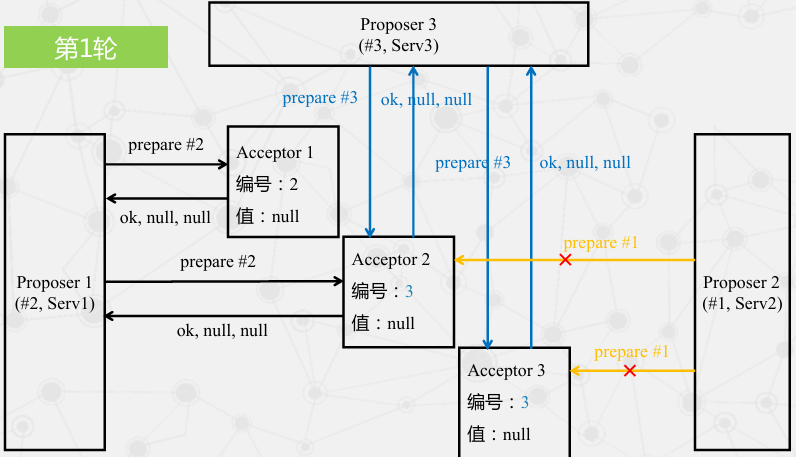 第1轮
Proposer 3
(#3, Serv3)
prepare #3
ok, null, null
prepare #3
ok, null, null
prepare #2
ok, null, null
Acceptor 1
编号：2
值：null
prepare #2
ok, null, null
Proposer 1
(#2, Serv1)
Acceptor 2
编号：3
值：null
prepare #1
Proposer 2
(#1, Serv2)
prepare #1
Acceptor 3
编号：3
值：null